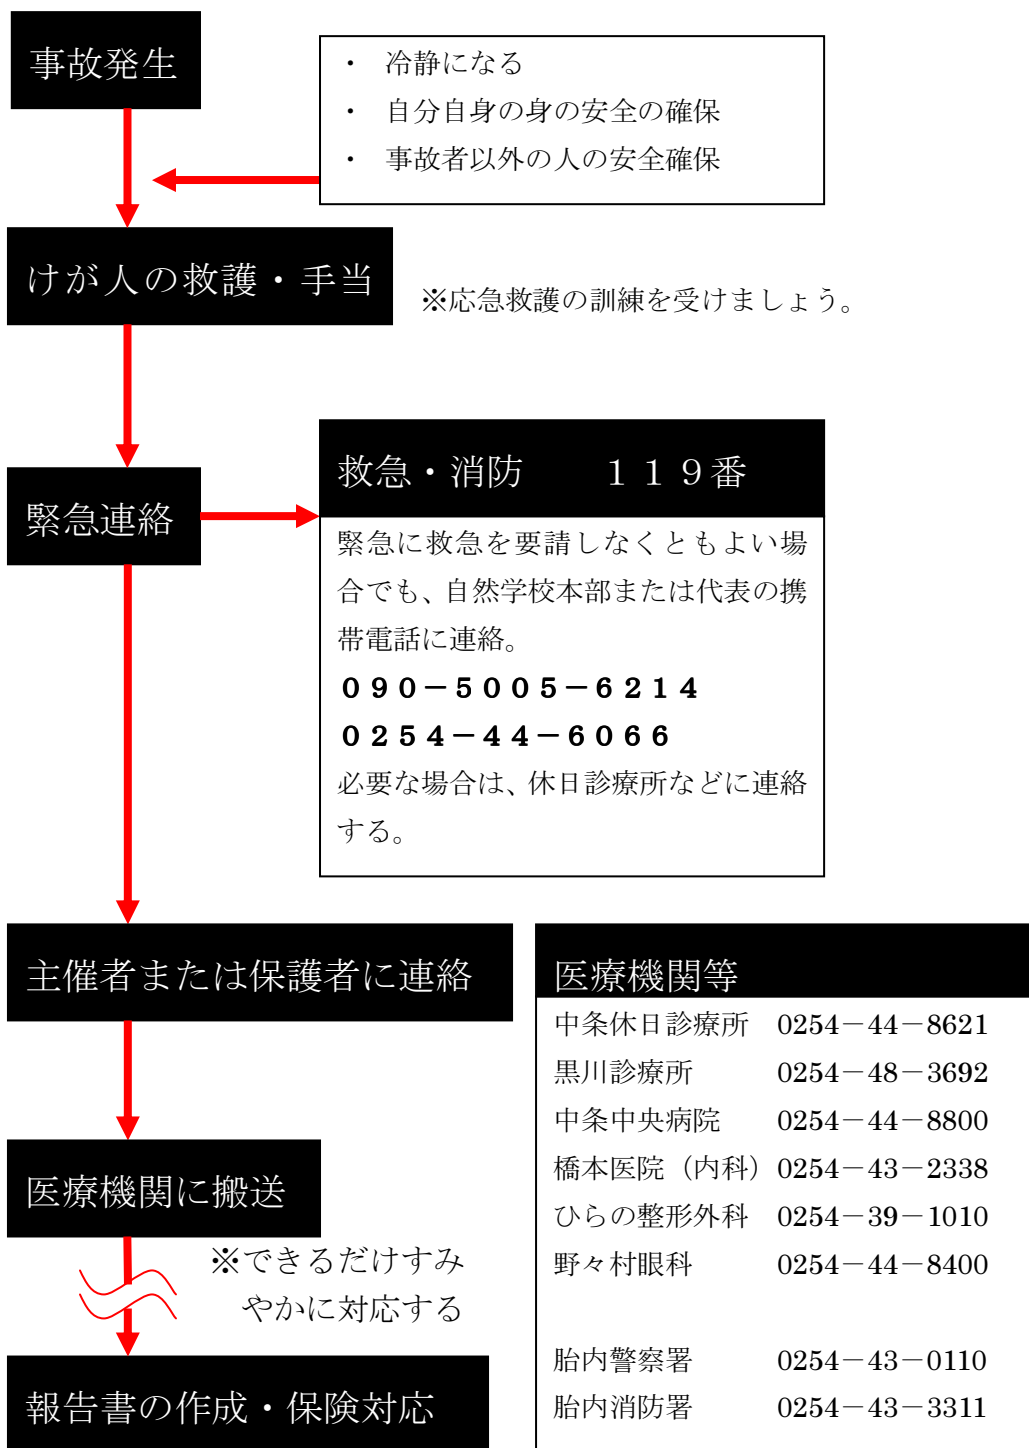 事故発生
・ 冷静になる
・ 自分自身の身の安全の確保
・ 事故者以外の人の安全確保
けが人の救護・手当
※応急救護の訓練を受けましょう。
緊急連絡
救急・消防　　１１９番
緊急に救急を要請しなくともよい場
合でも、自然学校本部または代表の携
帯電話に連絡。
０９０－５００５－６２１４
０２５４－４４－６０６６
必要な場合は、休日診療所などに連絡
する。
主催者または保護者に連絡
医療機関に搬送
※できるだけすみ
やかに対応する
報告書の作成・保険対応
医療機関等
中条休日診療所　0254－44－8621
黒川診療所　0254－48－3692
中条中央病院　0254－44－8800
橋本医院（内科）0254－43－2338
ひらの整形外科　0254－39－1010
野々村眼科　0254－44－8400
胎内警察署　0254－43－0110
胎内消防署　0254－43－3311